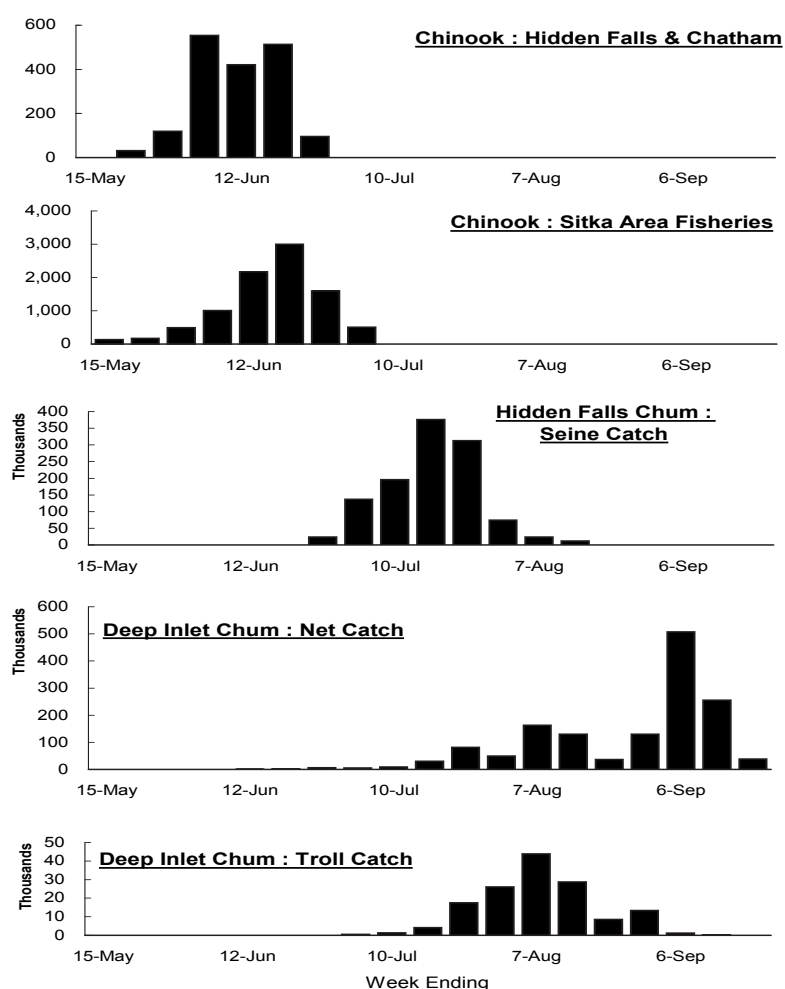 Chinook : Hidden Falls & Chatham
600
400
200
0
15-May 12-Jun 10-Jul 7-Aug 6-Sep
Chinook : Sitka Area Fisheries
4,000
3,000
2,000
1,000
0
15-May 12-Jun 10-Jul 7-Aug 6-Sep
Hidden Falls Chum :
Seine Catch
Thousands
400
350
300
250
200
150
100
50
0
15-May 12-Jun 10-Jul 7-Aug 6-Sep
Deep Inlet Chum : Net Catch
Thousands
600
500
400
300
200
100
0
15-May 12-Jun 10-Jul 7-Aug 6-Sep
Deep Inlet Chum : Troll Catch
Thousands
50
40
30
20
10
0
15-May 12-Jun 10-Jul 7-Aug 6-Sep
Week Ending